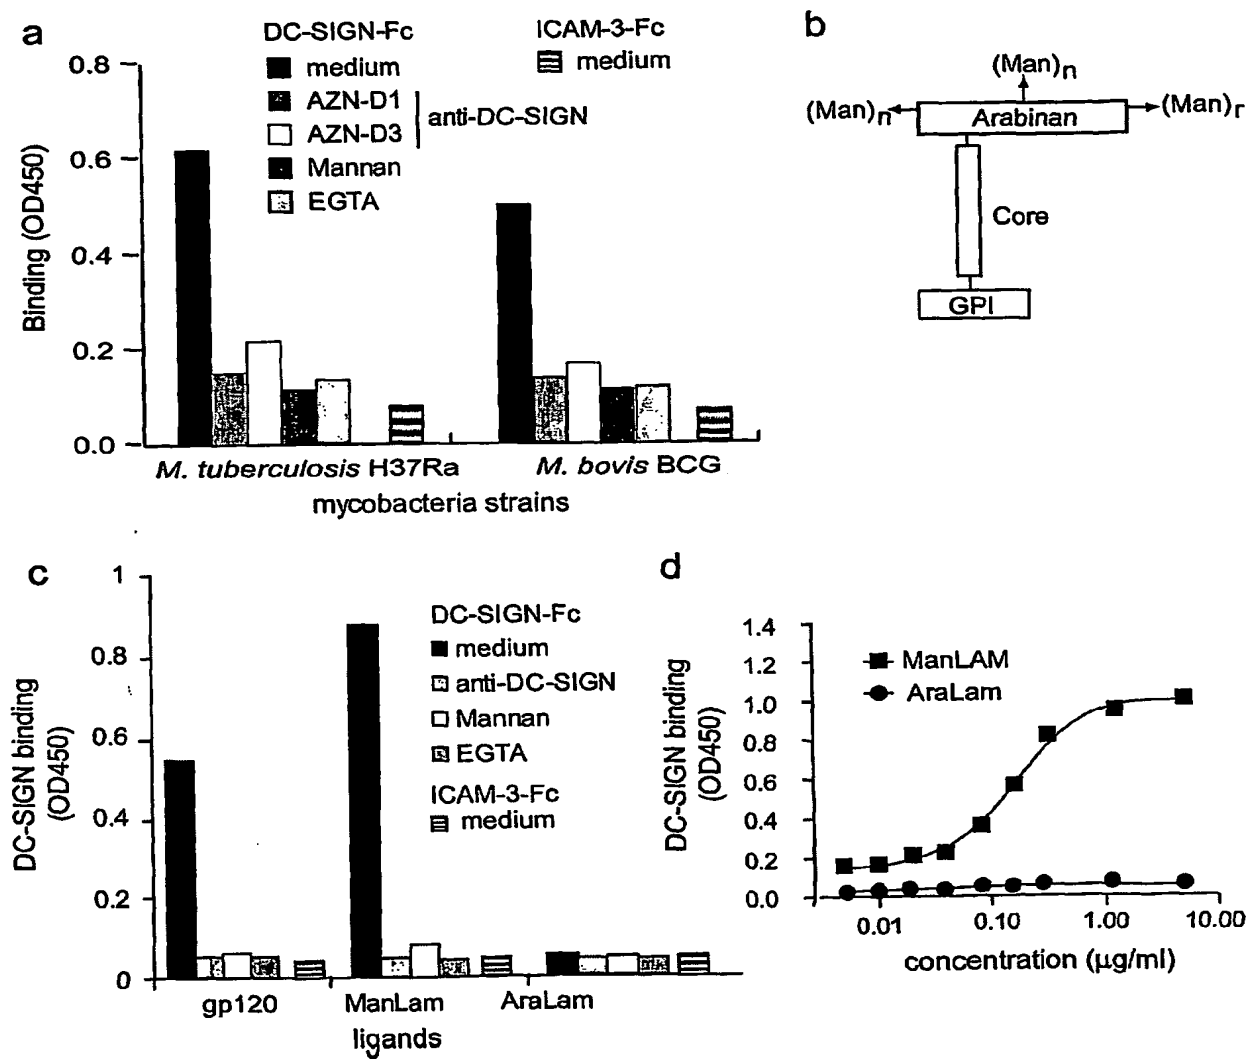 a
DC-SIGN-Fc
medium
AZN-D1
AZN-D3
anti-DC-SIGN
Mannan
EGTA
ICAM-3-Fc
medium
Binding (OD450)
0.8
0.6
0.4
0.2
0.0
M. tuberculosis H37Ra
M. bovis BCG
mycobacteria strains
b
(Man)n
(Man)n
(Man)r
Arabinan
Core
GPI
c
DC-SIGN binding
(OD450)
1
0.8
0.6
0.4
0.2
0
DC-SIGN-Fc
medium
anti-DC-SIGN
Mannan
EGTA
ICAM-3-Fc
medium
gp120
ManLam
AraLam
ligands
d
DC-SIGN binding
(OD450)
1.4
1.2
1.0
0.8
0.6
0.4
0.2
0.0
ManLAM
AraLam
0.01
0.10
1.00
10.00
concentration (μg/ml)